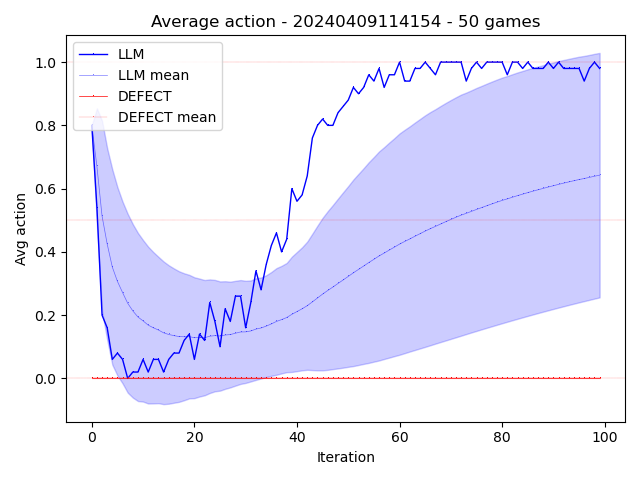 Average action - 20240409114154 - 50 games
LLM
LLM mean
DEFECT
DEFECT mean
1.0
0.8
0.6
0.4
0.2
0.0
Avg action
0 20 40 60 80 100
Iteration